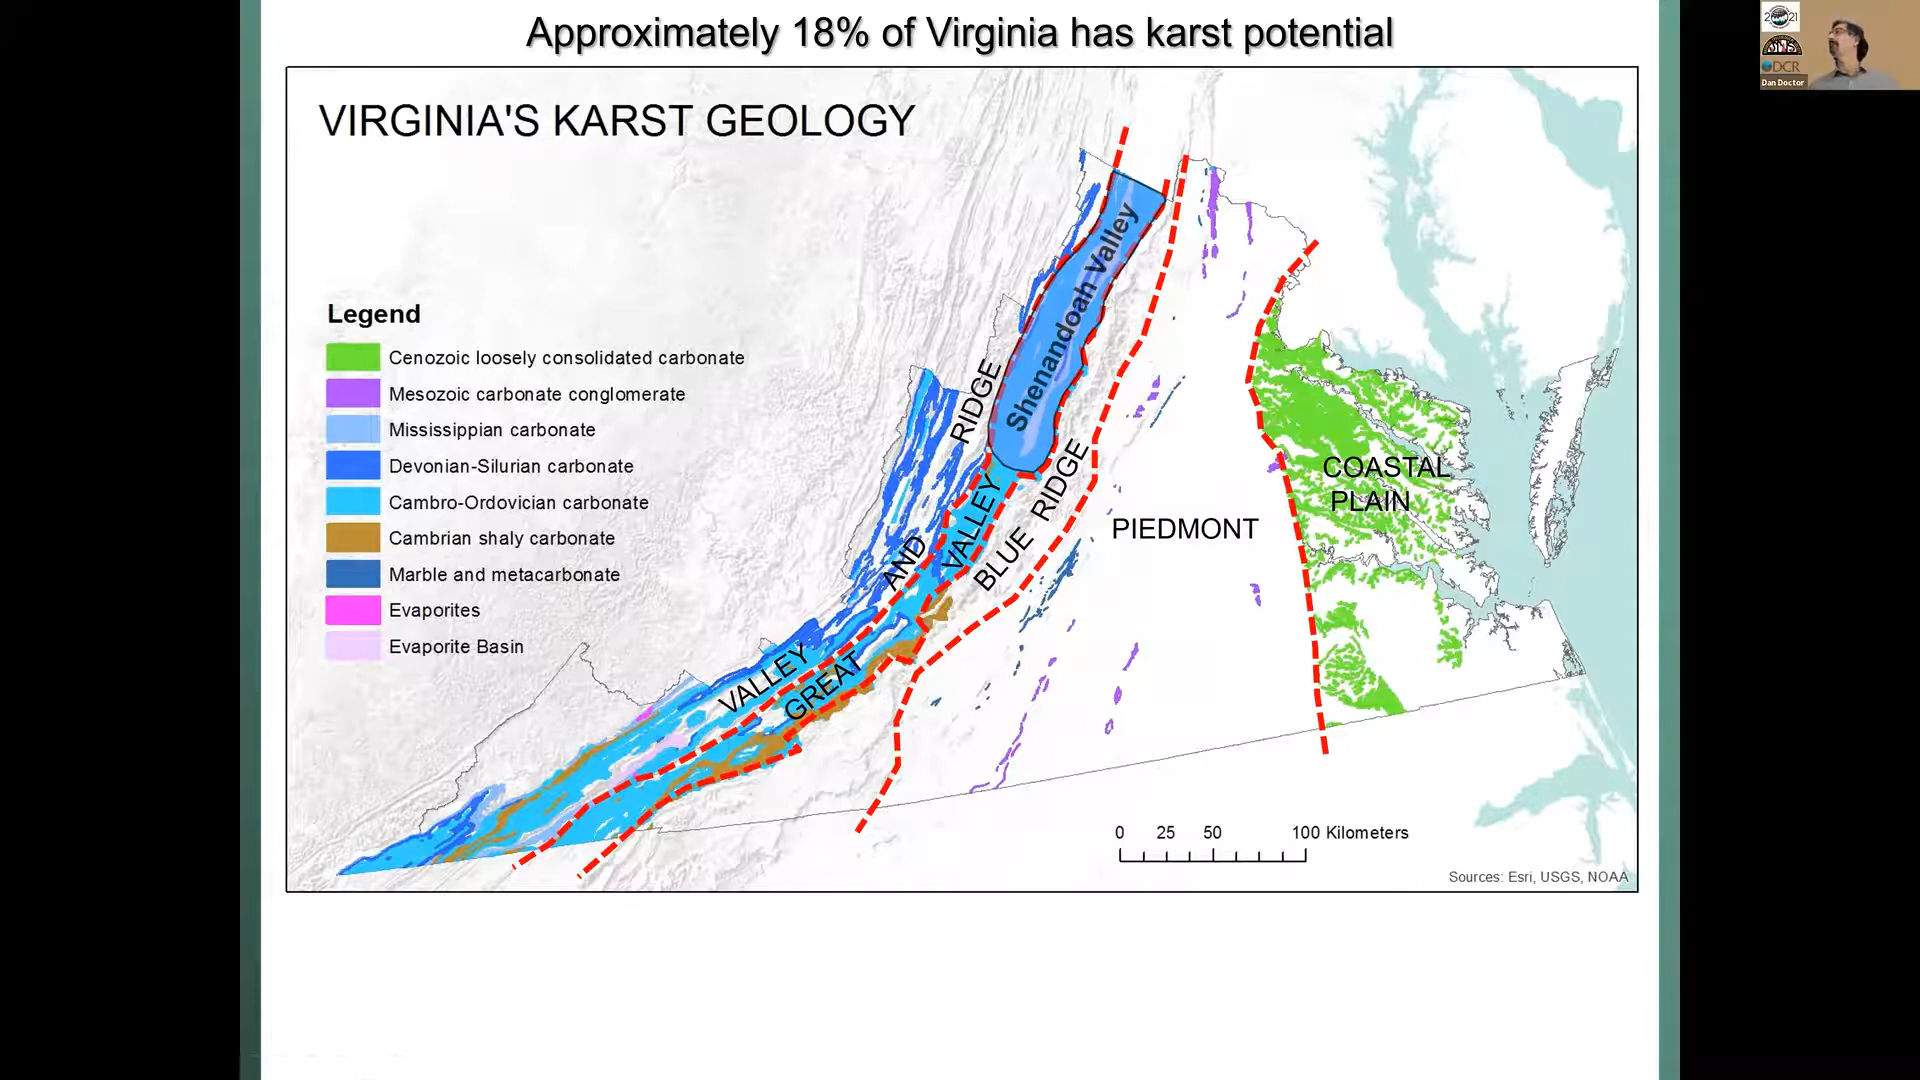 Approximately 18% of Virginia has karst potential
VIRGINIA'S KARST GEOLOGY
Legend
Cenozoic loosely consolidated carbonate
Mesozoic carbonate conglomerate
Mississippian carbonate
Devonian-Silurian carbonate
Cambro-Ordovician carbonate
Cambrian shaly carbonate
Marble and metacarbonate
Evaporites
Evaporite Basin
VALLEY
AND
RIDGE
GREAT
VALLEY
Shenandoah Valley
BLUE RIDGE
PIEDMONT
COASTAL
PLAIN
0 25 50 100 Kilometers
Sources: Esri, USGS, NOAA
2021
DCR
Dan Doctor